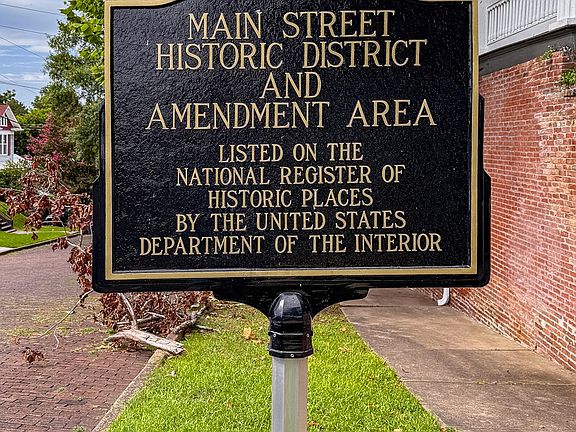 MAIN STREET
HISTORIC DISTRICT
AND
AMENDMENT AREA
LISTED ON THE
NATIONAL REGISTER OF
HISTORIC PLACES
BY THE UNITED STATES
DEPARTMENT OF THE INTERIOR